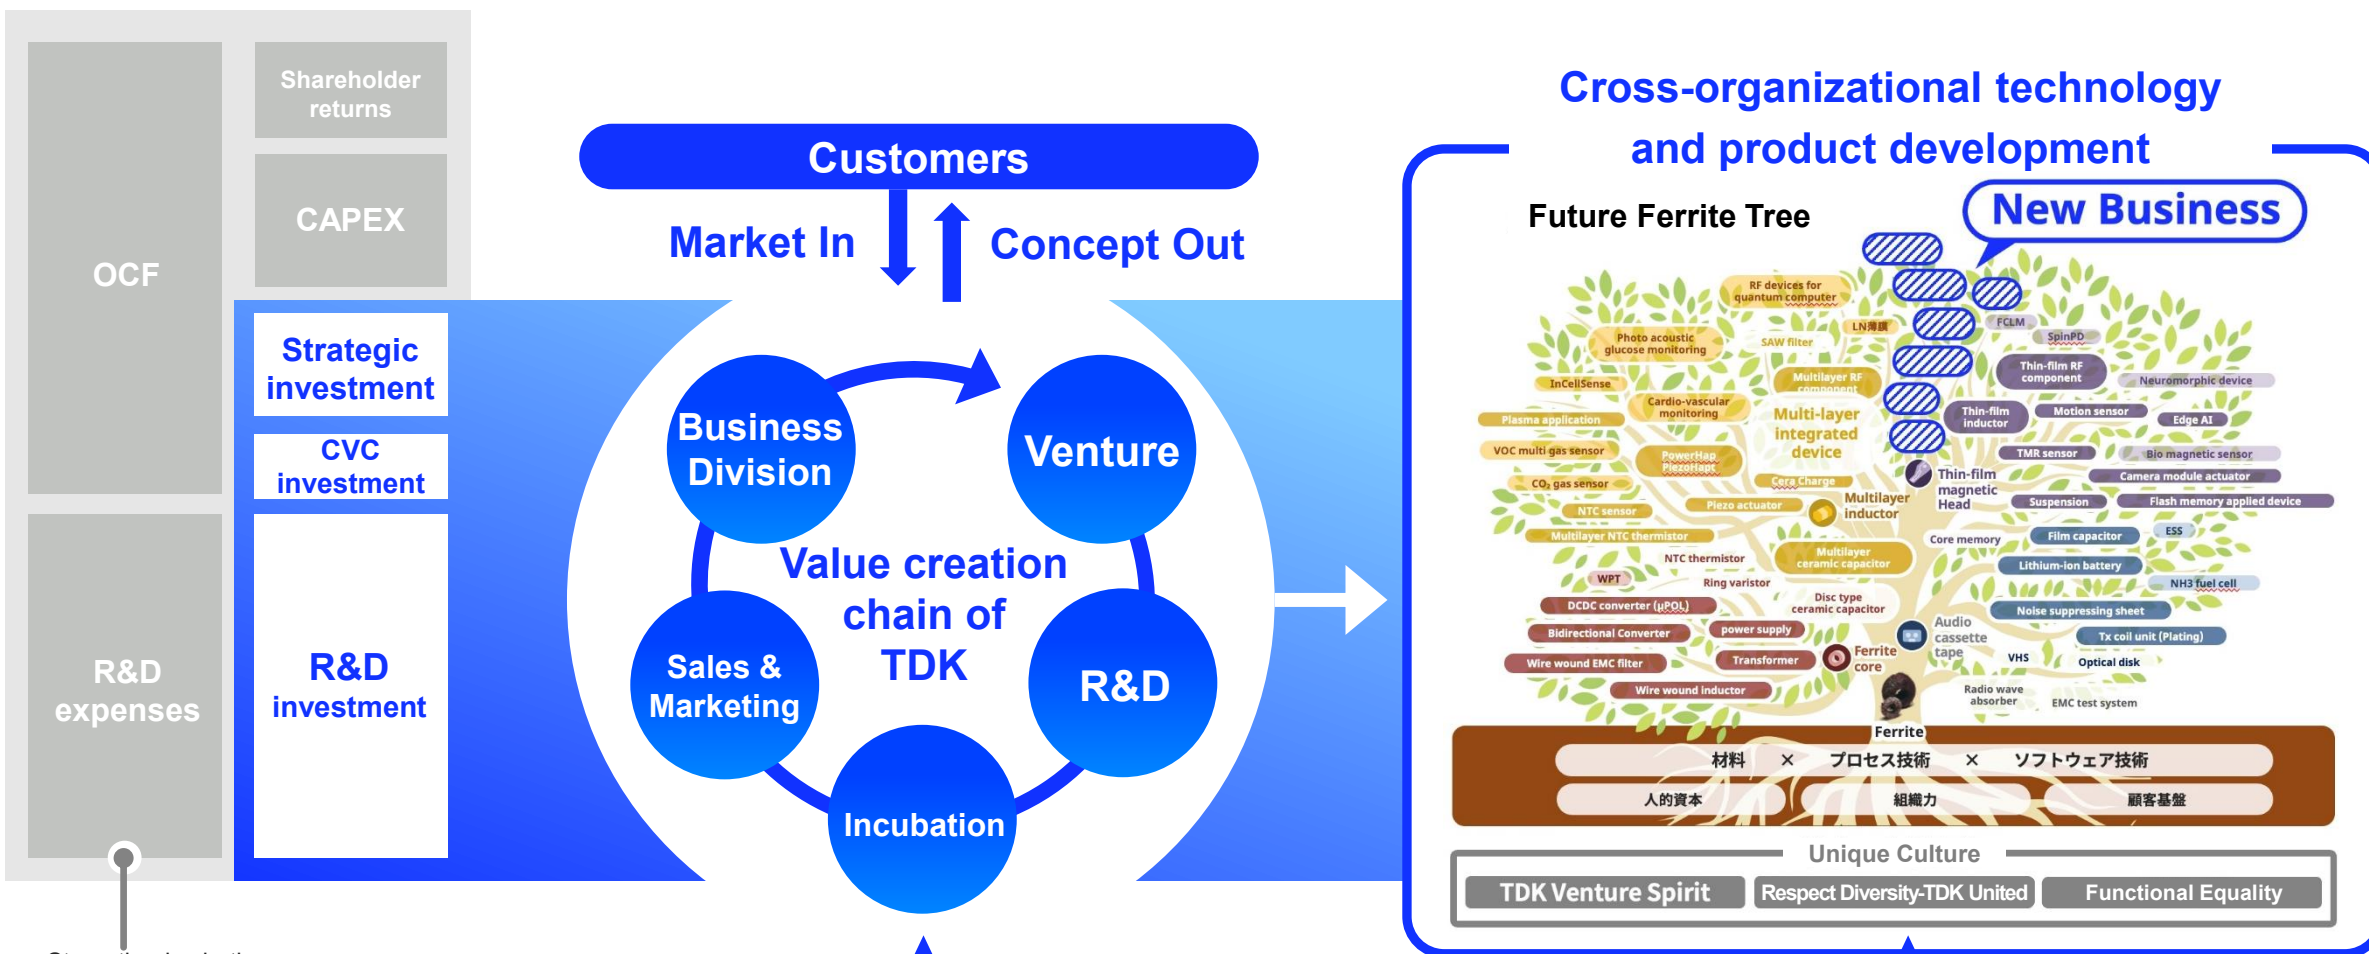 OCF
R&D
expenses
Shareholder
returns
CAPEX
Strategic
investment
CVC
investment
R&D
investment
Customers
Market In
Concept Out
Business
Division
Venture
R&D
Incubation
Sales &
Marketing
Value creation
chain of
TDK
Cross-organizational technology
and product development
Future Ferrite Tree
New Business
RF devices for
quantum computer
LN薄膜
Photo acoustic
glucose monitoring
SAW filter
FCLM
SpinPD
InCellSense
Multilayer RF
component
Thin-film RF
component
Neuromorphic device
Cardio-vascular
monitoring
Plasma application
Multi-layer
integrated
device
Thin-film
inductor
Motion sensor
Edge AI
VOC multi gas sensor
PowerHap
PiezoHapt
TMR sensor
Bio magnetic sensor
CO₂ gas sensor
Cera Charge
Thin-film
magnetic
Head
Camera module actuator
NTC sensor
Piezo actuator
Multilayer
inductor
Suspension
Flash memory applied device
Multilayer NTC thermistor
Core memory
Film capacitor
ESS
NTC thermistor
Multilayer
ceramic capacitor
Lithium-ion battery
WPT
Ring varistor
NH3 fuel cell
DCDC converter (μPOL)
Disc type
ceramic capacitor
Noise suppressing sheet
Bidirectional Converter
power supply
Audio
cassette
tape
Tx coil unit (Plating)
Wire wound EMC filter
Transformer
Ferrite
core
VHS
Optical disk
Wire wound inductor
Radio wave
absorber
EMC test system
Ferrite
材料 × プロセス技術 × ソフトウェア技術
人的資本
組織力
顧客基盤
Unique Culture
TDK Venture Spirit
Respect Diversity-TDK United
Functional Equality